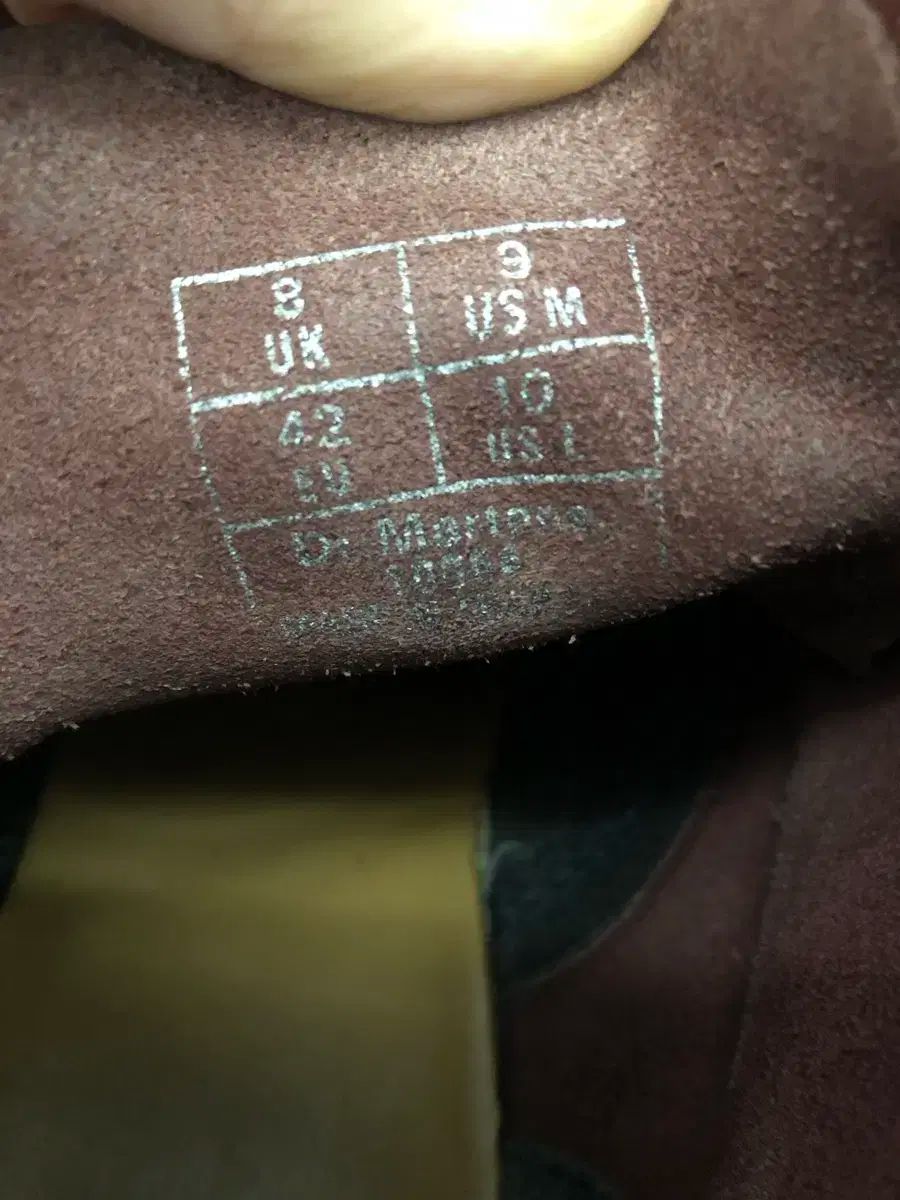 8 9
UK US M
42 10
EU US L
Dr. Martens